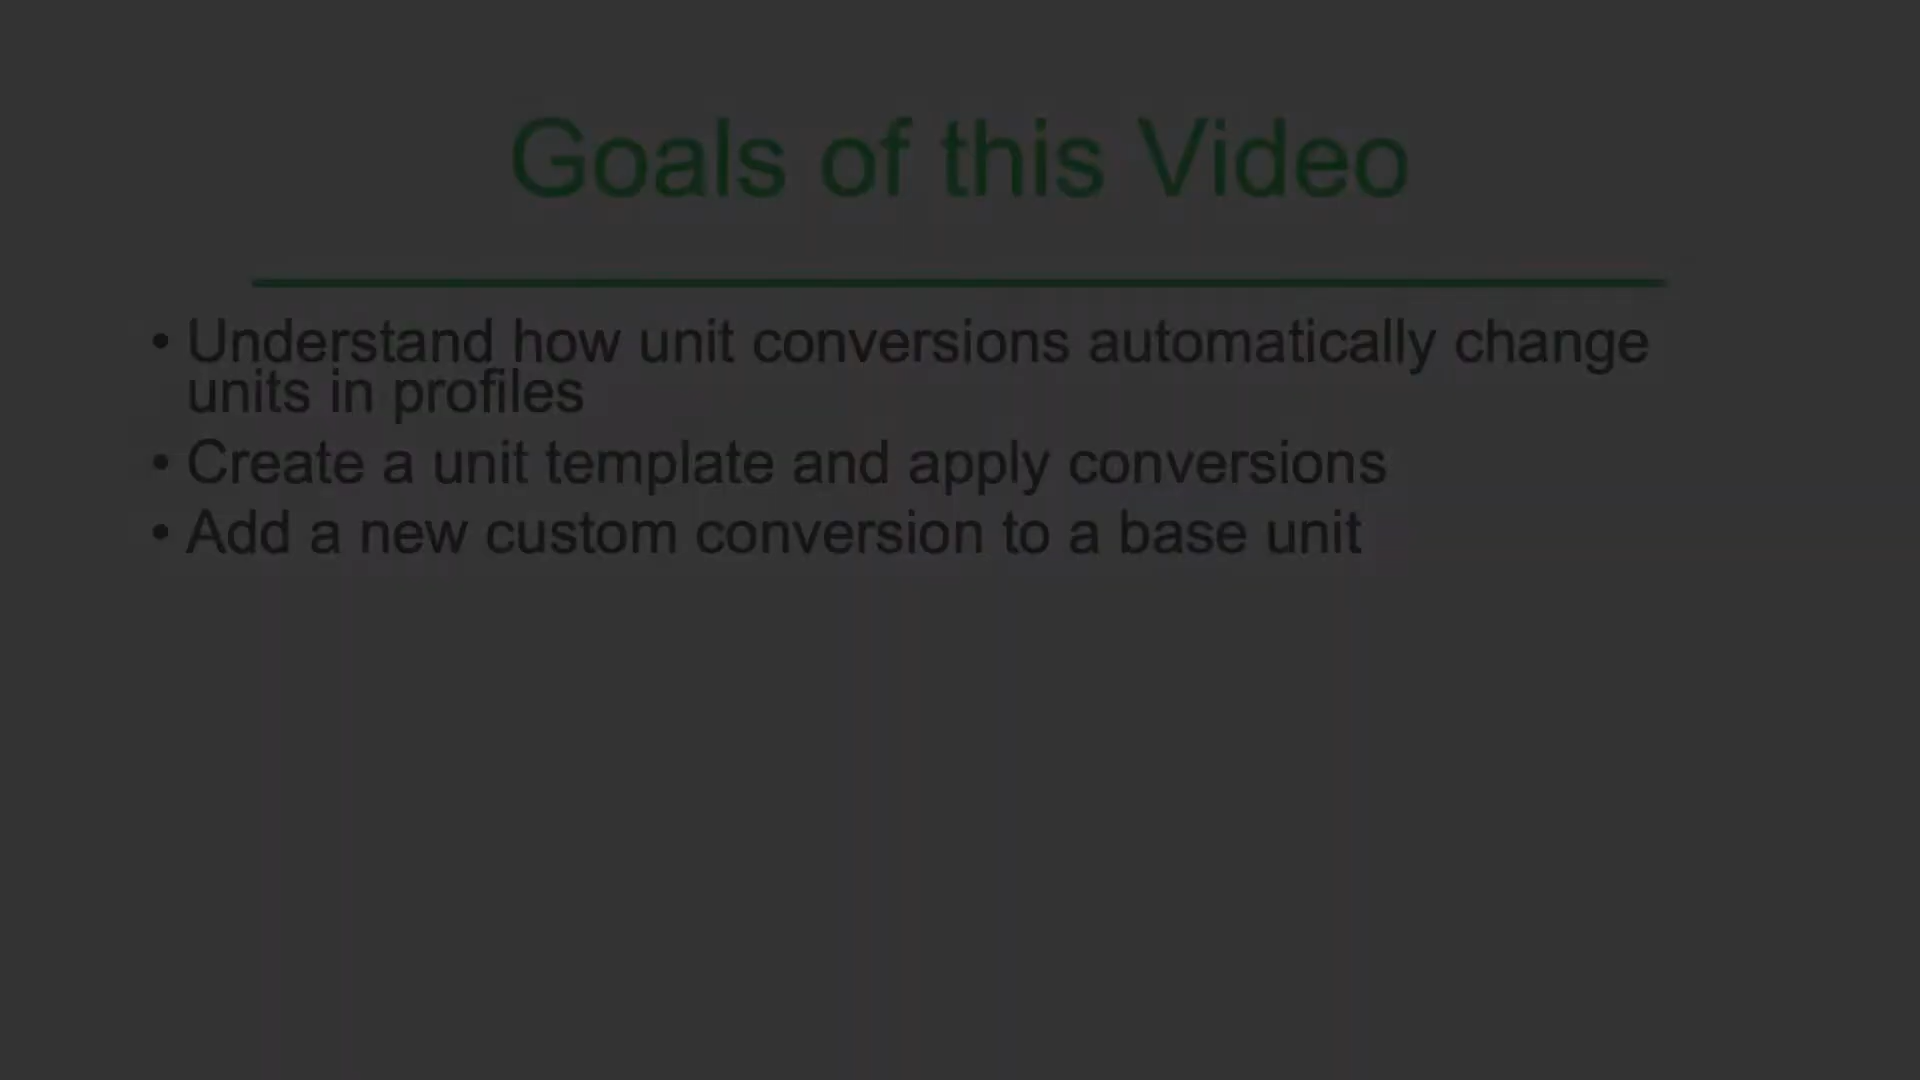 Goals of this Video
• Understand how unit conversions automatically change
units in profiles
• Create a unit template and apply conversions
• Add a new custom conversion to a base unit